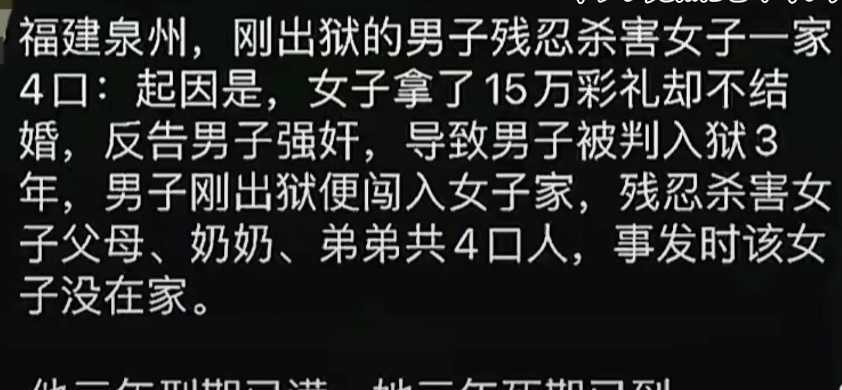 福建泉州，刚出狱的男子残忍杀害女子一家
4口：起因是，女子拿了15万彩礼却不结
婚，反告男子强奸，导致男子被判入狱3
年，男子刚出狱便闯入女子家，残忍杀害女
子父母、奶奶、弟弟共4口人，事发时该女
子没在家。